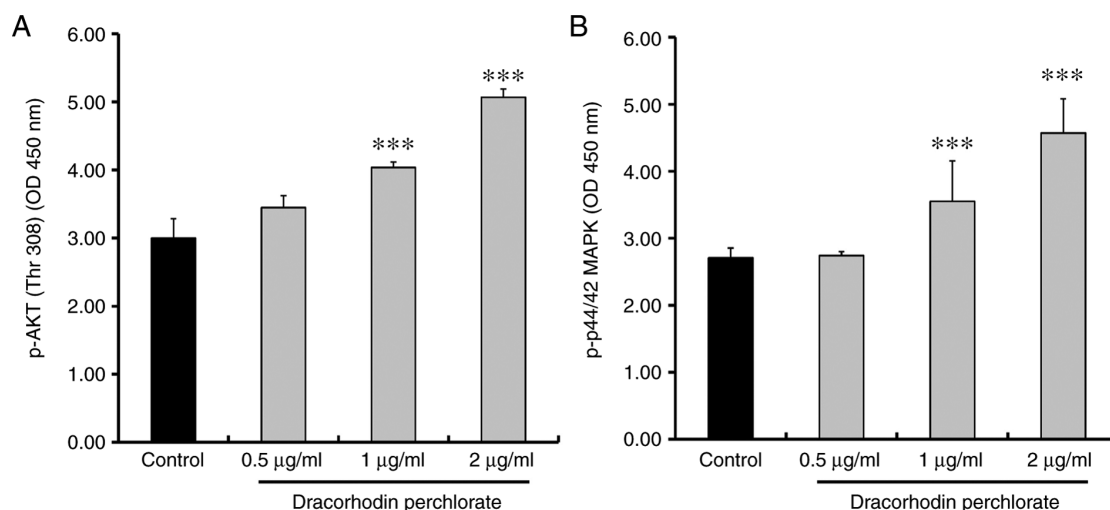 A
p-AKT (Thr 308) (OD 450 nm)
6.00
5.00
4.00
3.00
2.00
1.00
0.00
***
***
Control
0.5 μg/ml
1 μg/ml
2 μg/ml
Dracorhodin perchlorate
B
p-p44/42 MAPK (OD 450 nm)
6.00
5.00
4.00
3.00
2.00
1.00
0.00
***
***
Control
0.5 μg/ml
1 μg/ml
2 μg/ml
Dracorhodin perchlorate